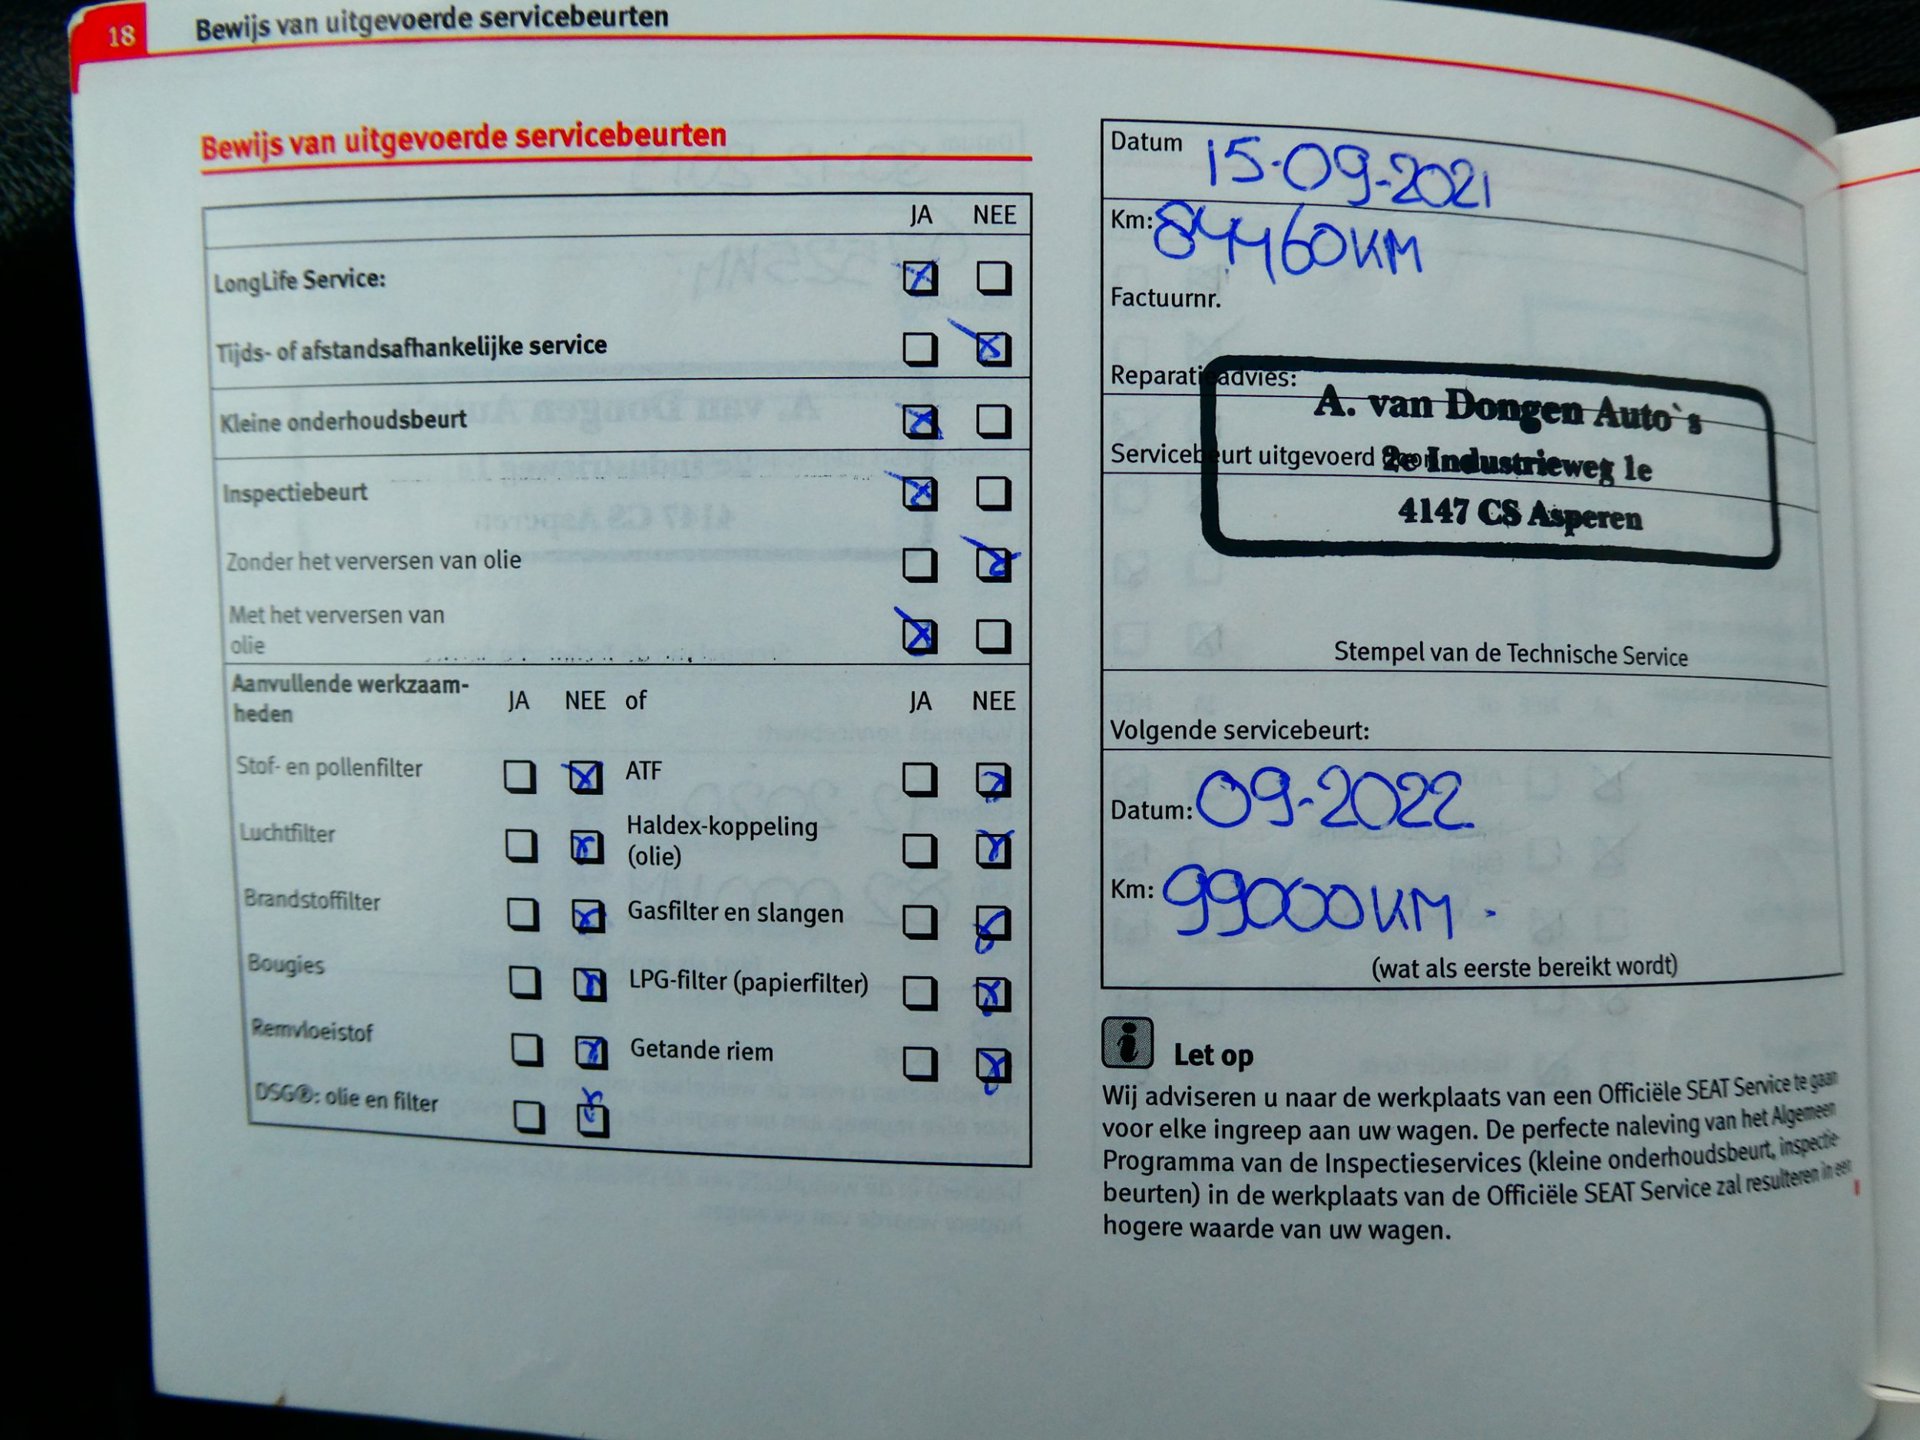 18 Bewijs van uitgevoerde servicebeurten
Bewijs van uitgevoerde servicebeurten
JA NEE
LongLife Service:
Tijds- of afstandsafhankelijke service
Kleine onderhoudsbeurt
Inspectiebeurt
Zonder het verversen van olie
Met het verversen van
olie
Aanvullende werkzaam-
heden
JA NEE of JA NEE
Stof- en pollenfilter ATF
Luchtfilter Haldex-koppeling
(olie)
Brandstoffilter Gasfilter en slangen
Bougies LPG-filter (papierfilter)
Remvloeistof Getande riem
DSG®: olie en filter
Datum 15-09-2021
Km: 84460KM
Factuurnr.
Reparatieadvies:
A. van Dongen Auto`s
Servicebeurt uitgevoerd door
2e Industrieweg 1e
4147 CS Asperen
Stempel van de Technische Service
Volgende servicebeurt:
Datum: 09-2022
Km: 99000KM.
(wat als eerste bereikt wordt)
i Let op
Wij adviseren u naar de werkplaats van een Officiële SEAT Service te gaan
voor elke ingreep aan uw wagen. De perfecte naleving van het Algemeen
Programma van de Inspectieservices (kleine onderhoudsbeurt, inspectie-
beurten) in de werkplaats van de Officiële SEAT Service zal resulteren in een
hogere waarde van uw wagen.